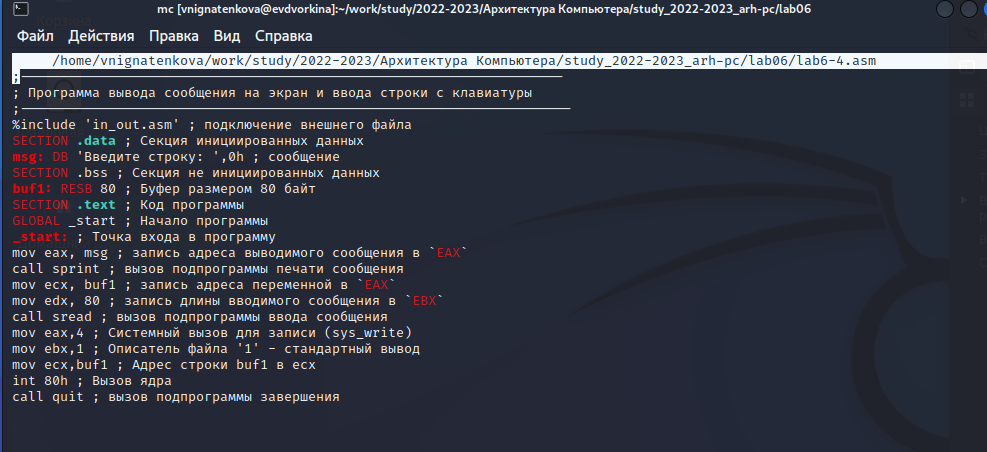 mc [vnignatenkova@evdvorkina]:~/work/study/2022-2023/Архитектура Компьютера/study_2022-2023_arh-pc/lab06
Файл Действия Правка Вид Справка
/home/vnignatenkova/work/study/2022-2023/Архитектура Компьютера/study_2022-2023_arh-pc/lab06/lab6-4.asm
;--------------------------------------------------------------------
; Программа вывода сообщения на экран и ввода строки с клавиатуры
;---------------------------------------------------------------------
%include 'in_out.asm' ; подключение внешнего файла
SECTION .data ; Секция инициированных данных
msg: DB 'Введите строку: ',0h ; сообщение
SECTION .bss ; Секция не инициированных данных
buf1: RESB 80 ; Буфер размером 80 байт
SECTION .text ; Код программы
GLOBAL _start ; Начало программы
_start: ; Точка входа в программу
mov eax, msg ; запись адреса выводимого сообщения в `EAX`
call sprint ; вызов подпрограммы печати сообщения
mov ecx, buf1 ; запись адреса переменной в `EAX`
mov edx, 80 ; запись длины вводимого сообщения в `EBX`
call sread ; вызов подпрограммы ввода сообщения
mov eax,4 ; Системный вызов для записи (sys_write)
mov ebx,1 ; Описатель файла '1' - стандартный вывод
mov ecx,buf1 ; Адрес строки buf1 в ecx
int 80h ; Вызов ядра
call quit ; вызов подпрограммы завершения